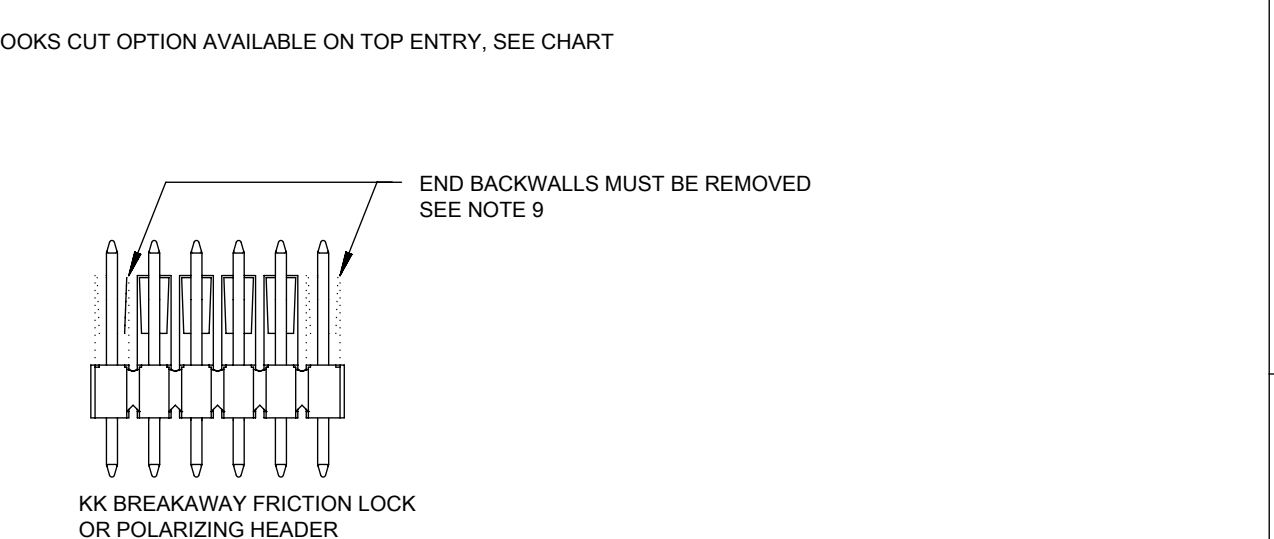 OOKS CUT OPTION AVAILABLE ON TOP ENTRY, SEE CHART
END BACKWALLS MUST BE REMOVED
SEE NOTE 9
KK BREAKAWAY FRICTION LOCK
OR POLARIZING HEADER